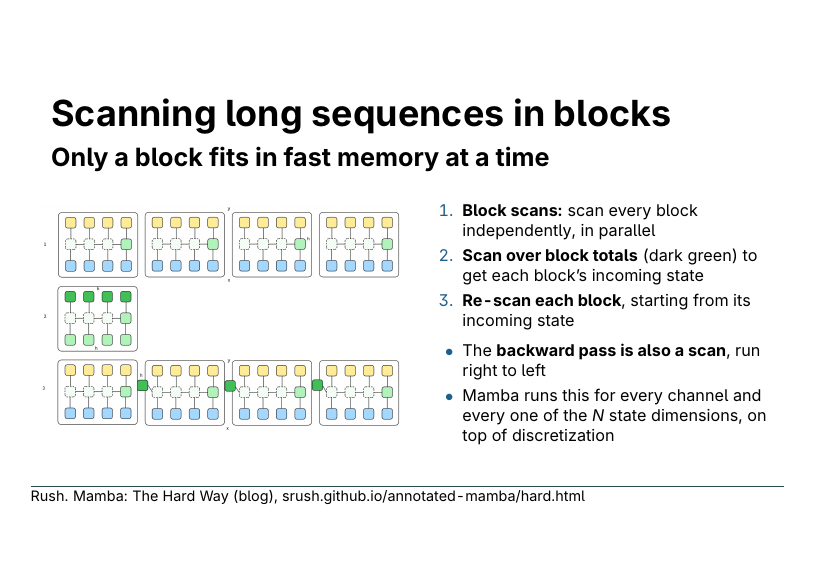 Scanning long sequences in blocks
Only a block fits in fast memory at a time
y
1
h
x
1. Block scans: scan every block
independently, in parallel
2. Scan over block totals (dark green) to
get each block’s incoming state
3. Re-scan each block, starting from its
incoming state
• The backward pass is also a scan, run
right to left
• Mamba runs this for every channel and
every one of the N state dimensions, on
top of discretization
Rush. Mamba: The Hard Way (blog), srush.github.io/annotated-mamba/hard.html